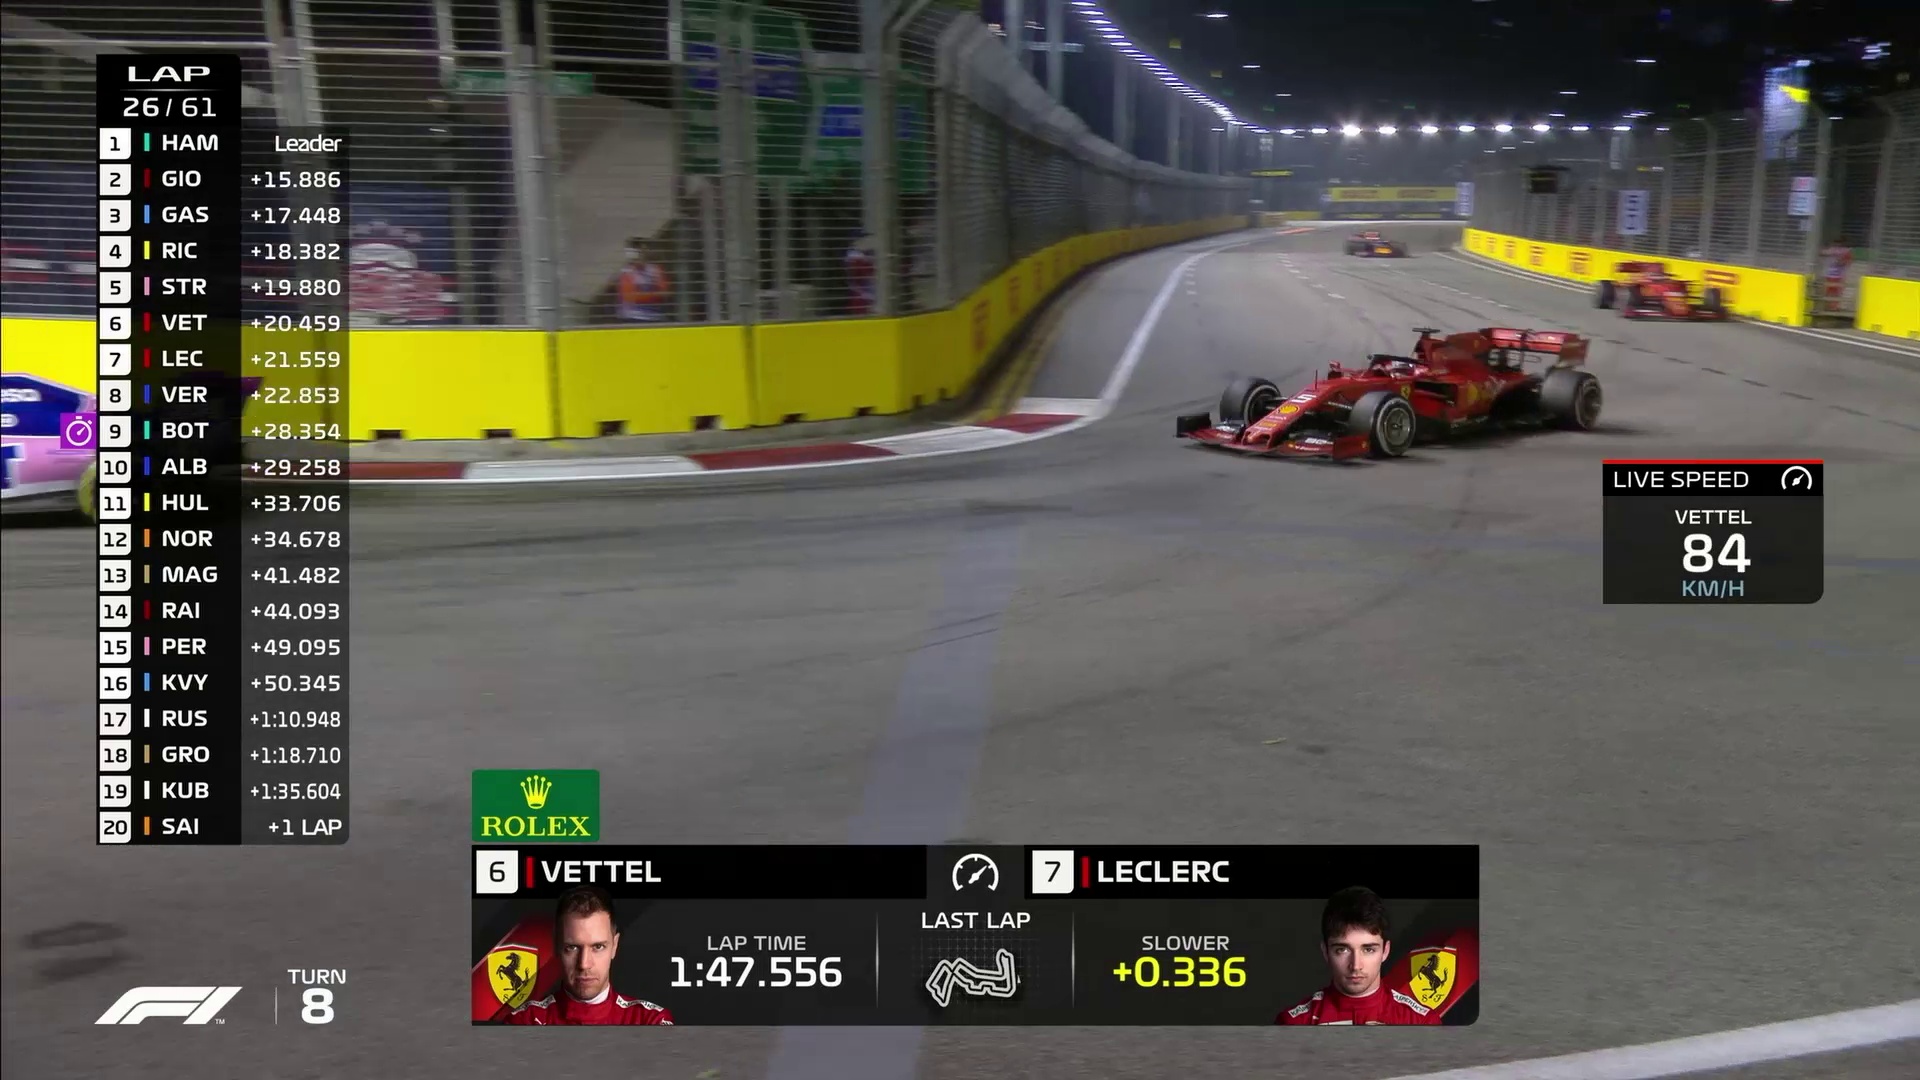 LAP
26 / 61
1 HAM Leader
2 GIO +15.886
3 GAS +17.448
4 RIC +18.382
5 STR +19.880
6 VET +20.459
7 LEC +21.559
8 VER +22.853
9 BOT +28.354
10 ALB +29.258
11 HUL +33.706
12 NOR +34.678
13 MAG +41.482
14 RAI +44.093
15 PER +49.095
16 KVY +50.345
17 RUS +1:10.948
18 GRO +1:18.710
19 KUB +1:35.604
20 SAI +1 LAP
LIVE SPEED
VETTEL
84
KM/H
ROLEX
6 VETTEL
7 LECLERC
LAST LAP
LAP TIME
1:47.556
SLOWER
+0.336
F1 ™
TURN
8